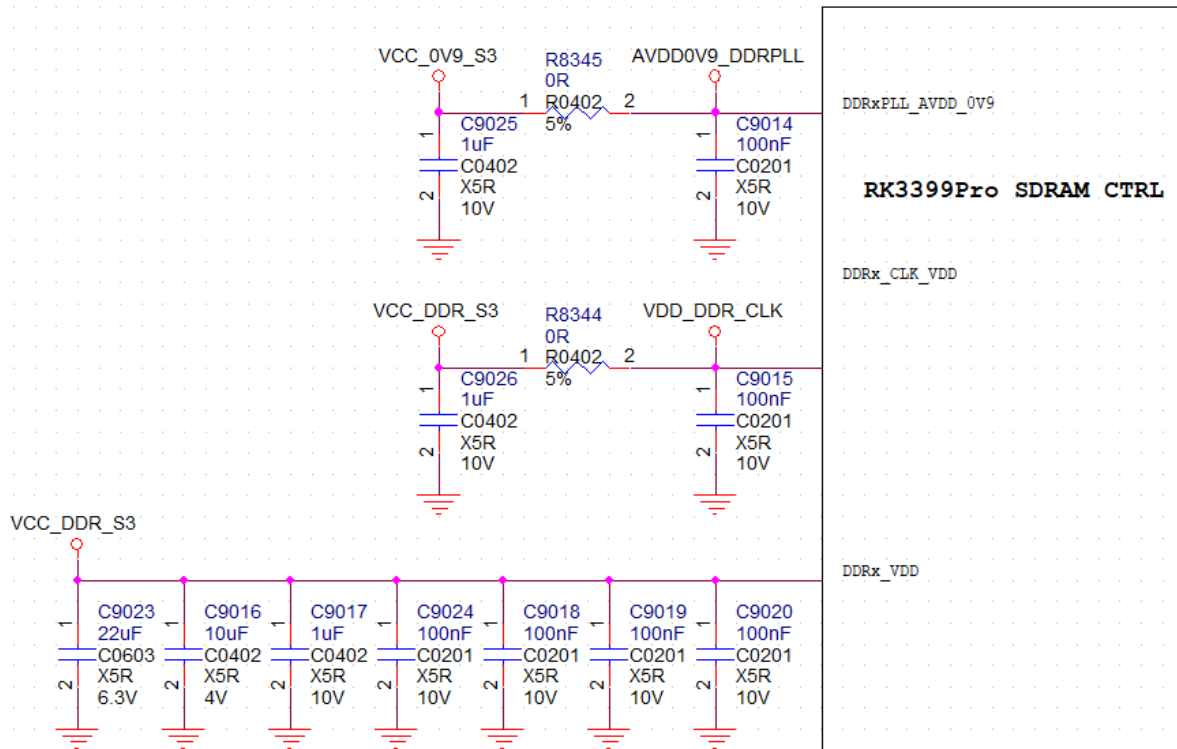 VCC_0V9_S3
R8345
0R
R0402
5%
1
2
AVDD0V9_DDRPLL
DDRxPLL_AVDD_0V9
1
2
C9025
1uF
C0402
X5R
10V
1
2
C9014
100nF
C0201
X5R
10V
RK3399Pro SDRAM CTRL
DDRx_CLK_VDD
VCC_DDR_S3
R8344
0R
R0402
5%
1
2
VDD_DDR_CLK
1
2
C9026
1uF
C0402
X5R
10V
1
2
C9015
100nF
C0201
X5R
10V
VCC_DDR_S3
DDRx_VDD
1
2
C9023
22uF
C0603
X5R
6.3V
1
2
C9016
10uF
C0402
X5R
4V
1
2
C9017
1uF
C0402
X5R
10V
1
2
C9024
100nF
C0201
X5R
10V
1
2
C9018
100nF
C0201
X5R
10V
1
2
C9019
100nF
C0201
X5R
10V
1
2
C9020
100nF
C0201
X5R
10V